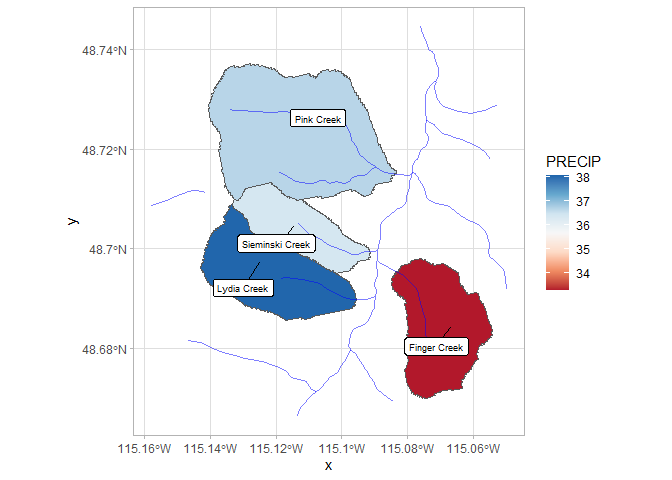 48.74°N
48.72°N
48.7°N
48.68°N
y
Pink Creek
Sieminski Creek
Lydia Creek
Finger Creek
115.16°W
115.14°W
115.12°W
115.1°W
115.08°W
115.06°W
x
PRECIP
38
37
36
35
34